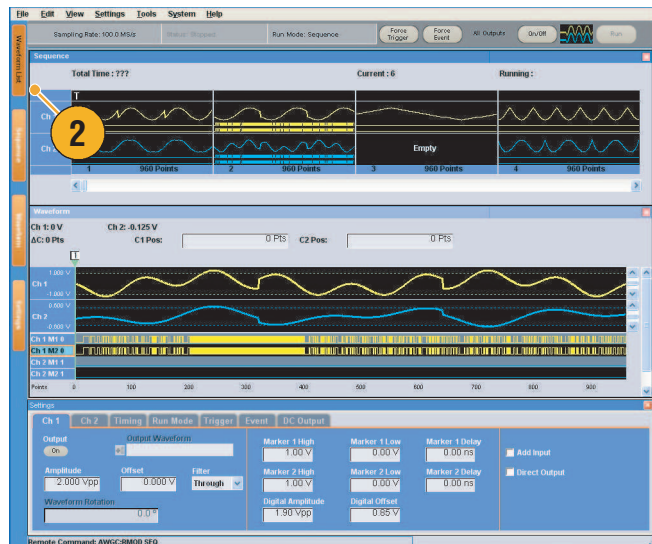 File Edit View Settings Tools System Help
Sampling Rate: 100.0 MS/s Status: Stopped Run Mode: Sequence Force Trigger Force Event All Outputs On/Off Run
Waveform List
Sequence
Waveform
Settings
Sequence
Total Time : ??? Current : 6 Running :
T
Ch
Ch
2
Empty
1 960 Points 2 960 Points 3 960 Points 4 960 Points
Waveform
Ch 1: 0 V Ch 2: -0.125 V
ΔC: 0 Pts C1 Pos: 0 Pts C2 Pos: 0 Pts
T
1.000 V
Ch 1
-1.000 V
0.500 V
Ch 2
-0.500 V
Ch 1 M1 0
Ch 1 M2 0
Ch 2 M1 1
Ch 2 M2 1
Points 0 100 200 300 400 500 600 700 800 900
Settings
Ch 1 Ch 2 Timing Run Mode Trigger Event DC Output
Output Output Waveform Marker 1 High Marker 1 Low Marker 1 Delay
On 1.00 V 0.00 V 0.00 ns Add Input
Amplitude Offset Filter Marker 2 High Marker 2 Low Marker 2 Delay Direct Output
2.000 Vpp 0.000 V Through 1.00 V 0.00 V 0.00 ns
Waveform Rotation Digital Amplitude Digital Offset
0.0 ° 1.90 Vpp 0.85 V
Remote Command: AWGC:RMOD SEQ